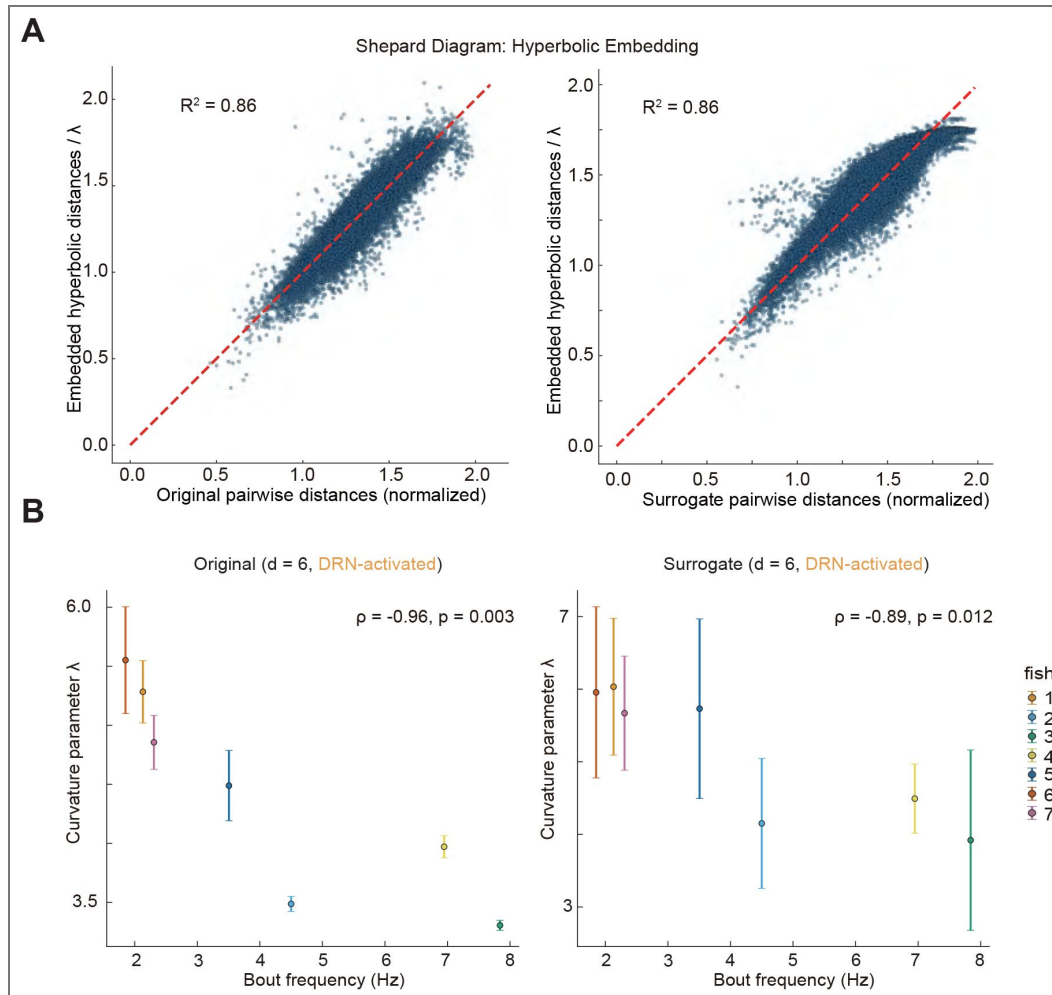 A
Shepard Diagram: Hyperbolic Embedding
R² = 0.86
Embedded hyperbolic distances / λ
2.0
1.5
1.0
0.5
0.0
0.0 0.5 1.0 1.5 2.0
Original pairwise distances (normalized)
R² = 0.86
Embedded hyperbolic distances / λ
2.0
1.5
1.0
0.5
0.0
0.0 0.5 1.0 1.5 2.0
Surrogate pairwise distances (normalized)
B
Original (d = 6, DRN-activated)
ρ = -0.96, p = 0.003
Curvature parameter λ
6.0
3.5
2 3 4 5 6 7 8
Bout frequency (Hz)
Surrogate (d = 6, DRN-activated)
ρ = -0.89, p = 0.012
Curvature parameter λ
7
3
2 3 4 5 6 7 8
Bout frequency (Hz)
fish
1
2
3
4
5
6
7